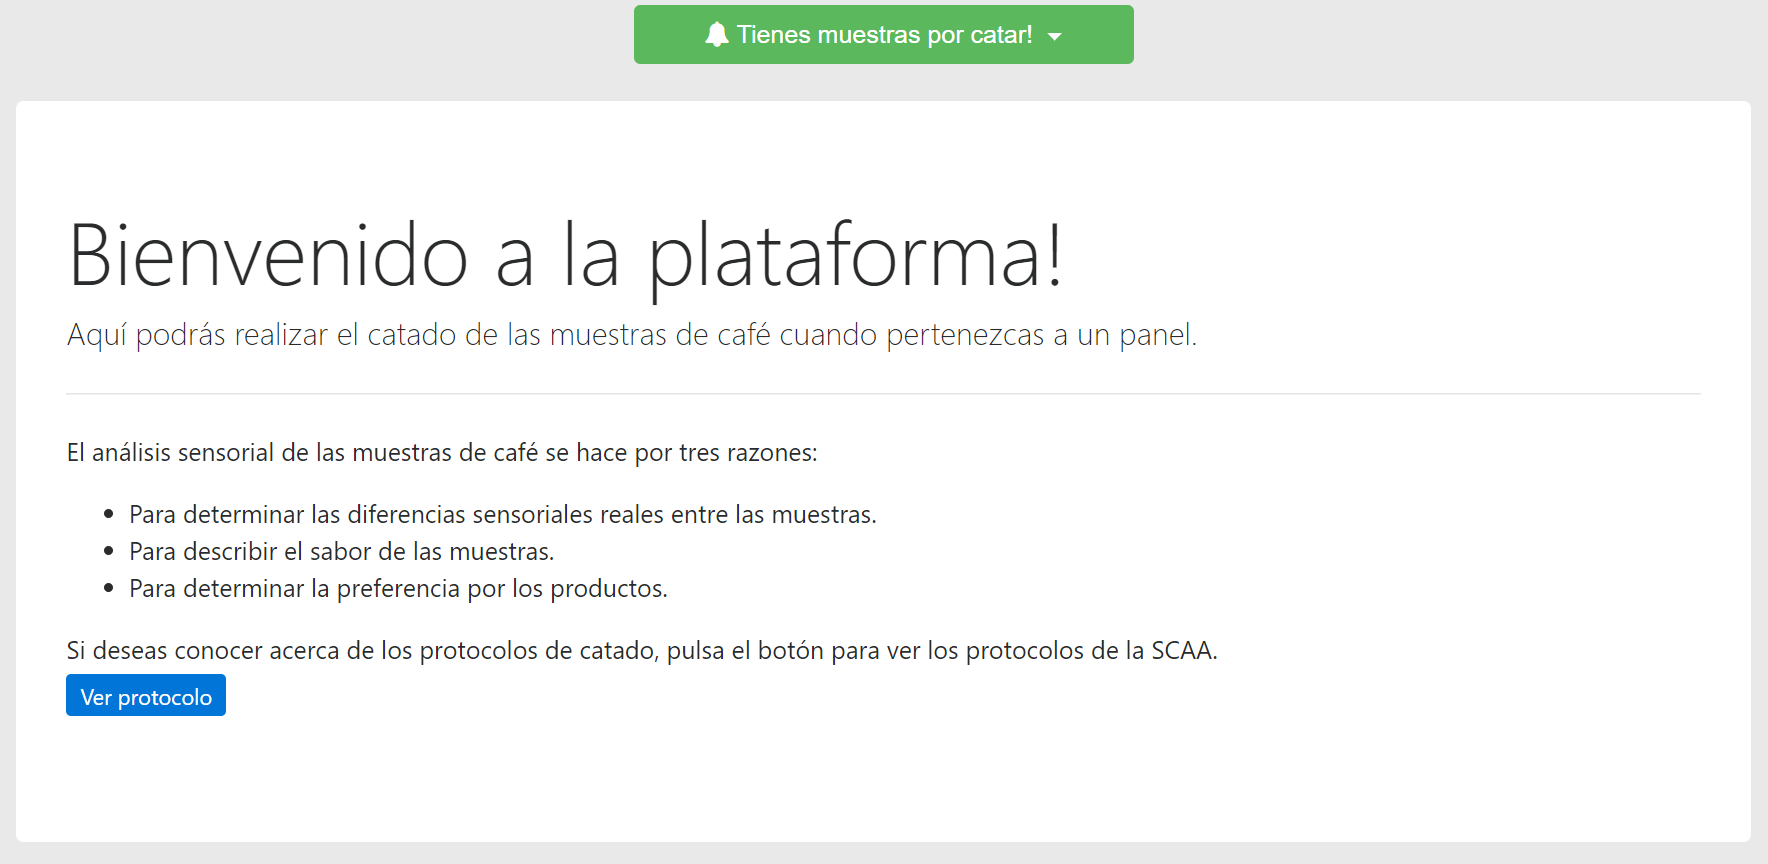 Tienes muestras por catar!
Bienvenido a la plataforma!
Aquí podrás realizar el catado de las muestras de café cuando pertenezcas a un panel.
El análisis sensorial de las muestras de café se hace por tres razones:
Para determinar las diferencias sensoriales reales entre las muestras.
Para describir el sabor de las muestras.
Para determinar la preferencia por los productos.
Si deseas conocer acerca de los protocolos de catado, pulsa el botón para ver los protocolos de la SCAA.
Ver protocolo